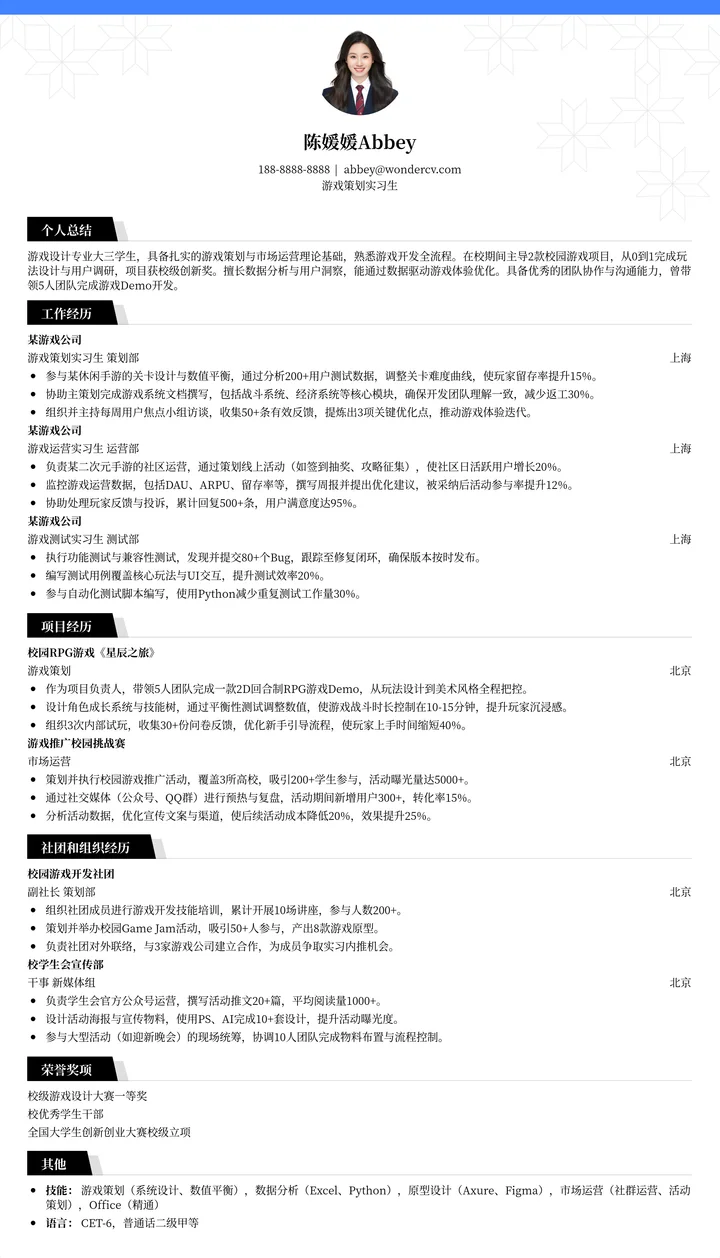 陈媛媛Abbey
188-8888-8888 | abbey@wondercv.com
游戏策划实习生
个人总结
游戏设计专业大三学生，具备扎实的游戏策划与市场运营理论基础，熟悉游戏开发全流程。在校期间主导2款校园游戏项目，从0到1完成玩
法设计与用户调研，项目获校级创新奖。擅长数据分析与用户洞察，能通过数据驱动游戏体验优化。具备优秀的团队协作与沟通能力，曾带
领5人团队完成游戏Demo开发。
工作经历
某游戏公司
游戏策划实习生 策划部 上海
• 参与某休闲手游的关卡设计与数值平衡，通过分析200+用户测试数据，调整关卡难度曲线，使玩家留存率提升15%。
• 协助主策划完成游戏系统文档撰写，包括战斗系统、经济系统等核心模块，确保开发团队理解一致，减少返工30%。
• 组织并主持每周用户焦点小组访谈，收集50+条有效反馈，提炼出3项关键优化点，推动游戏体验迭代。
某游戏公司
游戏运营实习生 运营部 上海
• 负责某二次元手游的社区运营，通过策划线上活动（如签到抽奖、攻略征集），使社区日活跃用户增长20%。
• 监控游戏运营数据，包括DAU、ARPU、留存率等，撰写周报并提出优化建议，被采纳后活动参与率提升12%。
• 协助处理玩家反馈与投诉，累计回复500+条，用户满意度达95%。
某游戏公司
游戏测试实习生 测试部 上海
• 执行功能测试与兼容性测试，发现并提交80+个Bug，跟踪至修复闭环，确保版本按时发布。
• 编写测试用例覆盖核心玩法与UI交互，提升测试效率20%。
• 参与自动化测试脚本编写，使用Python减少重复测试工作量30%。
项目经历
校园RPG游戏《星辰之旅》
游戏策划 北京
• 作为项目负责人，带领5人团队完成一款2D回合制RPG游戏Demo，从玩法设计到美术风格全程把控。
• 设计角色成长系统与技能树，通过平衡性测试调整数值，使游戏战斗时长控制在10-15分钟，提升玩家沉浸感。
• 组织3次内部试玩，收集30+份问卷反馈，优化新手引导流程，使玩家上手时间缩短40%。
游戏推广校园挑战赛
市场运营 北京
• 策划并执行校园游戏推广活动，覆盖3所高校，吸引200+学生参与，活动曝光量达5000+。
• 通过社交媒体（公众号、QQ群）进行预热与复盘，活动期间新增用户300+，转化率15%。
• 分析活动数据，优化宣传文案与渠道，使后续活动成本降低20%，效果提升25%。
社团和组织经历
校园游戏开发社团
副社长 策划部 北京
• 组织社团成员进行游戏开发技能培训，累计开展10场讲座，参与人数200+。
• 策划并举办校园Game Jam活动，吸引50+人参与，产出8款游戏原型。
• 负责社团对外联络，与3家游戏公司建立合作，为成员争取实习内推机会。
校学生会宣传部
干事 新媒体组 北京
• 负责学生会官方公众号运营，撰写活动推文20+篇，平均阅读量1000+。
• 设计活动海报与宣传物料，使用PS、AI完成10+套设计，提升活动曝光度。
• 参与大型活动（如迎新晚会）的现场统筹，协调10人团队完成物料布置与流程控制。
荣誉奖项
校级游戏设计大赛一等奖
校优秀学生干部
全国大学生创新创业大赛校级立项
其他
• 技能： 游戏策划（系统设计、数值平衡），数据分析（Excel、Python），原型设计（Axure、Figma），市场运营（社群运营、活动
策划），Office（精通）
• 语言： CET-6，普通话二级甲等